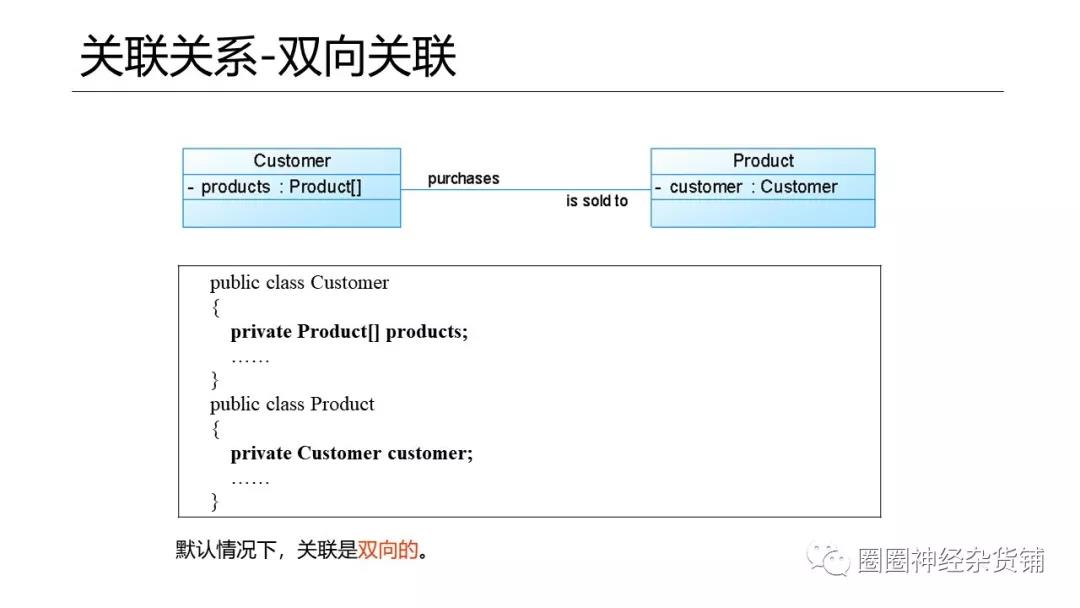 关联关系-双向关联
Customer
- products : Product[]
purchases
is sold to
Product
- customer : Customer
public class Customer
{
private Product[] products;
……
}
public class Product
{
private Customer customer;
……
}
默认情况下，关联是双向的。
圈圈神经杂货铺